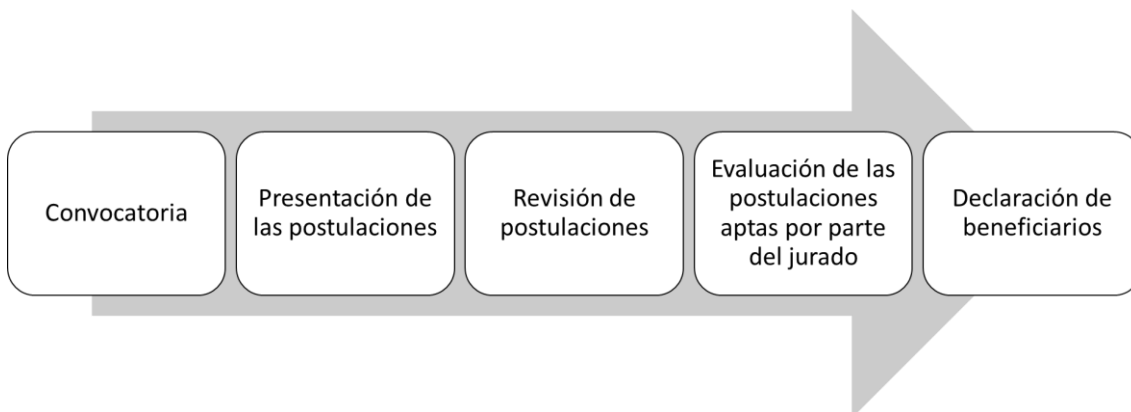 Convocatoria
Presentación de
las postulaciones
Revisión de
postulaciones
Evaluación de las
postulaciones
aptas por parte
del jurado
Declaración de
beneficiarios